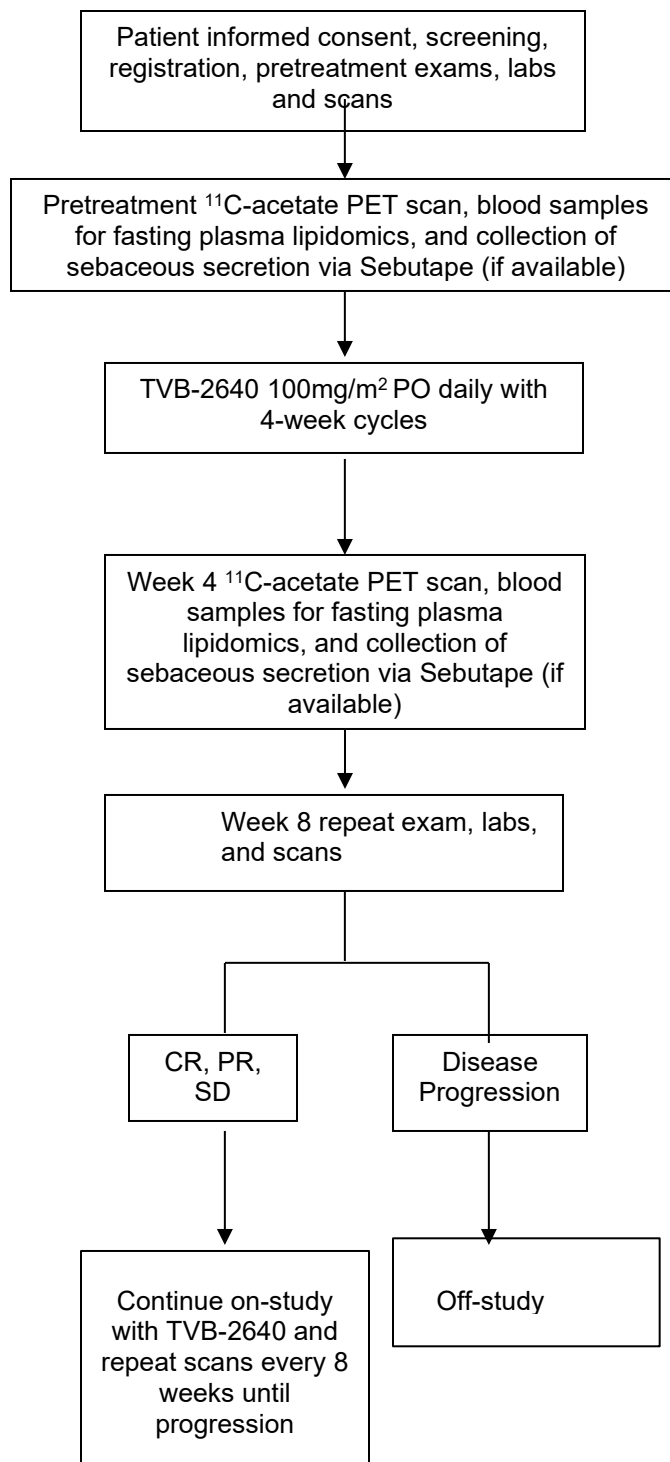 Patient informed consent, screening,
registration, pretreatment exams, labs
and scans
Pretreatment ¹¹C-acetate PET scan, blood samples
for fasting plasma lipidomics, and collection of
sebaceous secretion via Sebutape (if available)
TVB-2640 100mg/m² PO daily with
4-week cycles
Week 4 ¹¹C-acetate PET scan, blood
samples for fasting plasma
lipidomics, and collection of
sebaceous secretion via Sebutape (if
available)
Week 8 repeat exam, labs,
and scans
CR, PR,
SD
Disease
Progression
Continue on-study
with TVB-2640 and
repeat scans every 8
weeks until
progression
Off-study